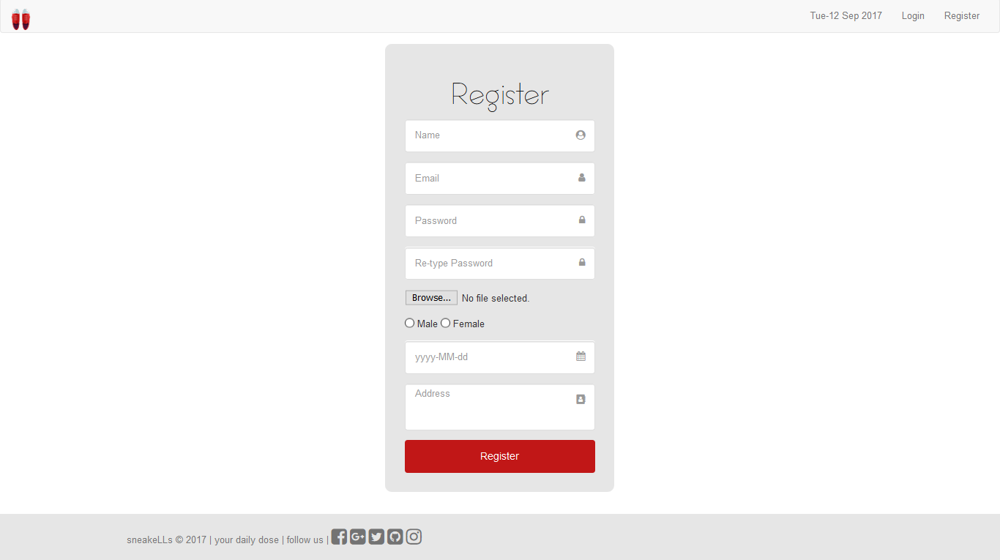 Tue-12 Sep 2017 Login Register
Register
Name
Email
Password
Re-type Password
Browse... No file selected.
Male Female
yyyy-MM-dd
Address
Register
sneakeLLs © 2017 | your daily dose | follow us |